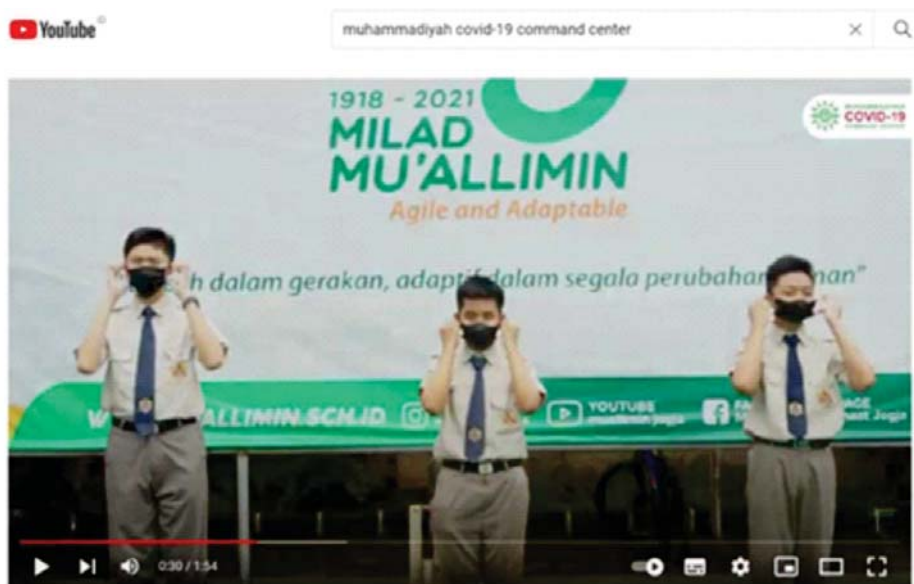 YouTube
muhammadiyah covid-19 command center
1918 - 2021
MILAD
MU'ALLIMIN
Agile and Adaptable
COVID-19
h dalam gerakan, adaptif dalam segala perubahan
ALLIMIN.SCH.ID
YOUTUBE
0:30 / 1:54